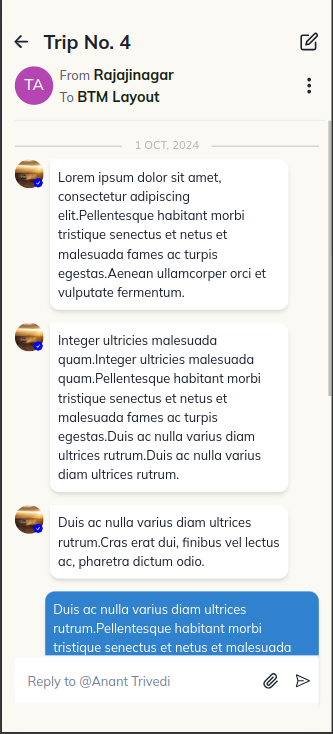 Trip No. 4
TA
From Rajajinagar
To BTM Layout
1 OCT, 2024
Lorem ipsum dolor sit amet,
consectetur adipiscing
elit.Pellentesque habitant morbi
tristique senectus et netus et
malesuada fames ac turpis
egestas.Aenean ullamcorper orci et
vulputate fermentum.
Integer ultricies malesuada
quam.Integer ultricies malesuada
quam.Pellentesque habitant morbi
tristique senectus et netus et
malesuada fames ac turpis
egestas.Duis ac nulla varius diam
ultrices rutrum.Duis ac nulla varius
diam ultrices rutrum.
Duis ac nulla varius diam ultrices
rutrum.Cras erat dui, finibus vel lectus
ac, pharetra dictum odio.
Duis ac nulla varius diam ultrices
rutrum.Pellentesque habitant morbi
tristique senectus et netus et malesuada
Reply to @Anant Trivedi